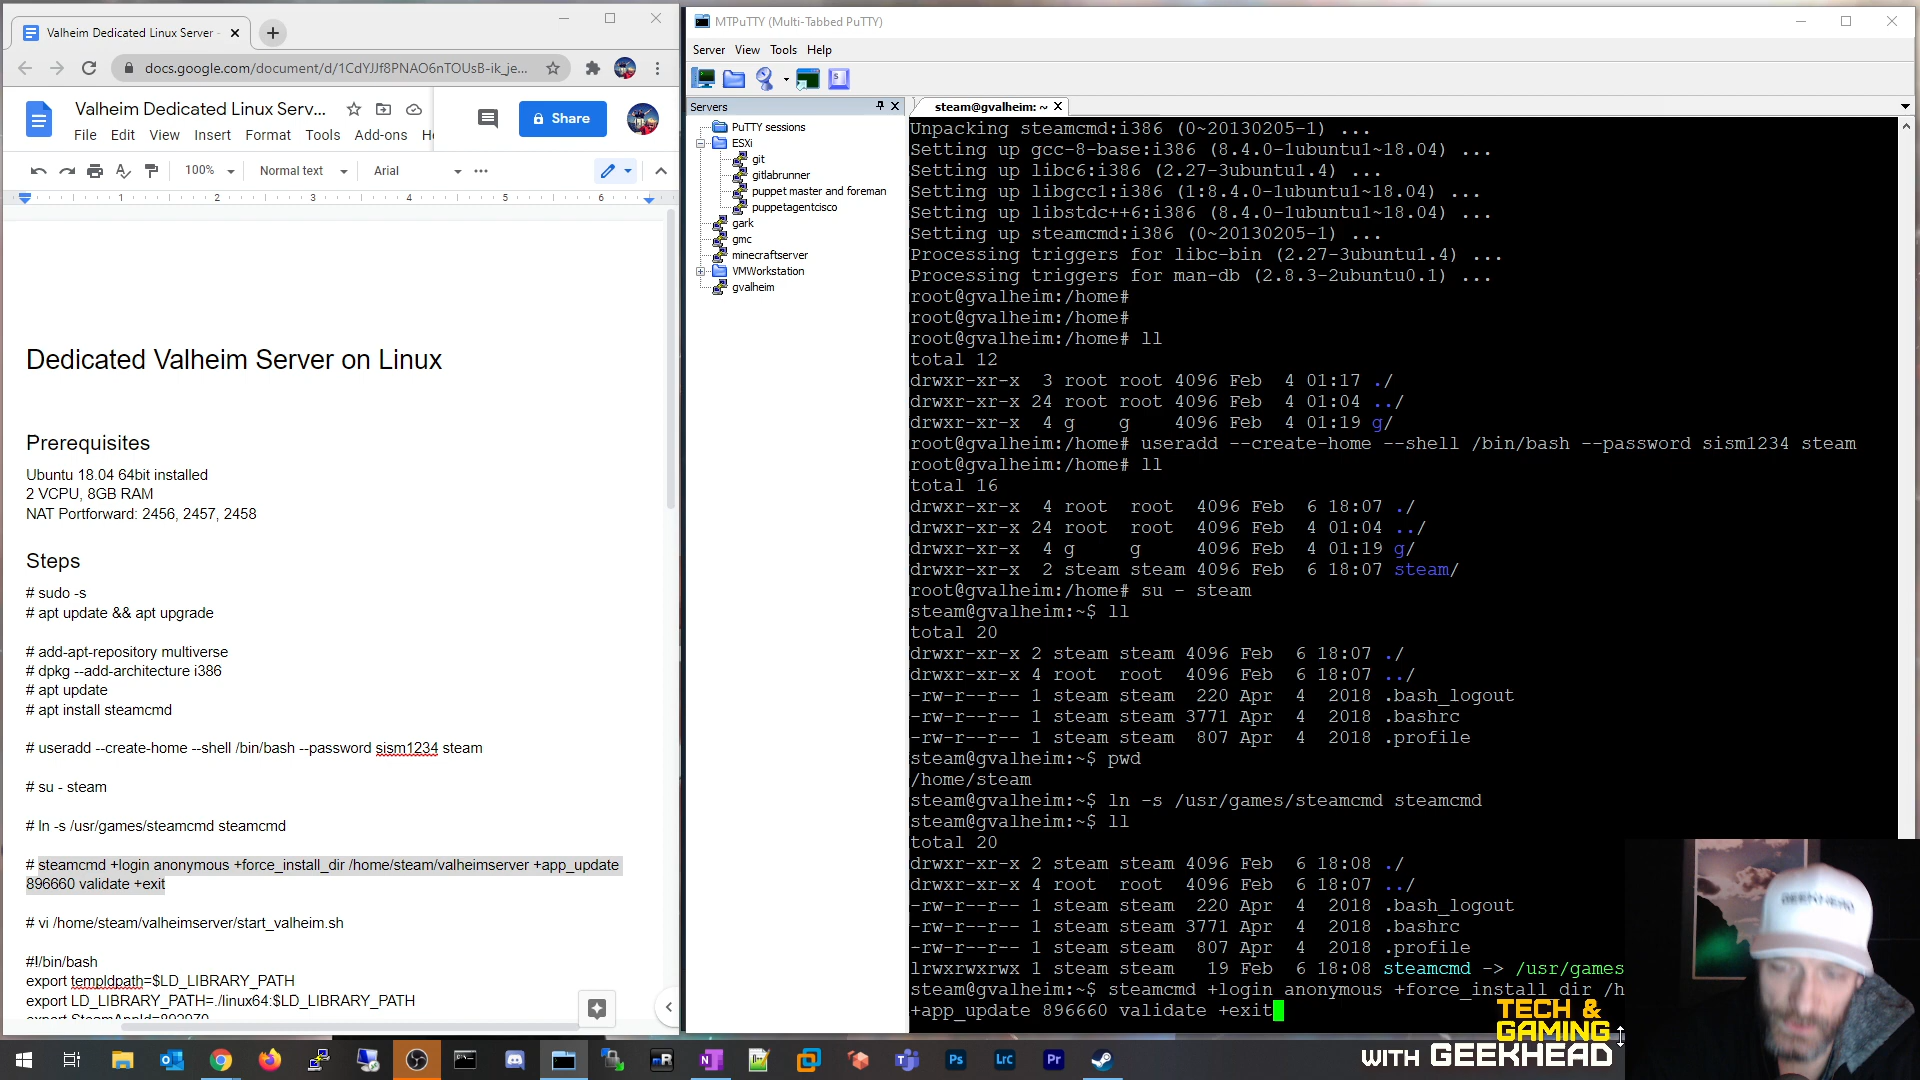 Valheim Dedicated Linux Server -
docs.google.com/document/d/1CdYJJf8PNAO6nTOUsB-ik_je...
Valheim Dedicated Linux Serv...
Share
File Edit View Insert Format Tools Add-ons
100% Normal text Arial
1 2 3 4 5 6
Dedicated Valheim Server on Linux
Prerequisites
Ubuntu 18.04 64bit installed
2 VCPU, 8GB RAM
NAT Portforward: 2456, 2457, 2458
Steps
# sudo -s
# apt update && apt upgrade
# add-apt-repository multiverse
# dpkg --add-architecture i386
# apt update
# apt install steamcmd
# useradd --create-home --shell /bin/bash --password sism1234 steam
# su - steam
# ln -s /usr/games/steamcmd steamcmd
# steamcmd +login anonymous +force_install_dir /home/steam/valheimserver +app_update
896660 validate +exit
# vi /home/steam/valheimserver/start_valheim.sh
#!/bin/bash
export templdpath=$LD_LIBRARY_PATH
export LD_LIBRARY_PATH=./linux64:$LD_LIBRARY_PATH
export SteamAppId=892970
MTPuTTY (Multi-Tabbed PuTTY)
Server View Tools Help
Servers
PuTTY sessions
ESXi
git
gitlabrunner
puppet master and foreman
puppetagentcisco
gark
gmc
minecraftserver
VMWorkstation
gvalheim
steam@gvalheim: ~
Unpacking steamcmd:i386 (0~20130205-1) ...
Setting up gcc-8-base:i386 (8.4.0-1ubuntu1~18.04) ...
Setting up libc6:i386 (2.27-3ubuntu1.4) ...
Setting up libgcc1:i386 (1:8.4.0-1ubuntu1~18.04) ...
Setting up libstdc++6:i386 (8.4.0-1ubuntu1~18.04) ...
Setting up steamcmd:i386 (0~20130205-1) ...
Processing triggers for libc-bin (2.27-3ubuntu1.4) ...
Processing triggers for man-db (2.8.3-2ubuntu0.1) ...
root@gvalheim:/home#
root@gvalheim:/home#
root@gvalheim:/home# ll
total 12
drwxr-xr-x 3 root root 4096 Feb 4 01:17 ./
drwxr-xr-x 24 root root 4096 Feb 4 01:04 ../
drwxr-xr-x 4 g g 4096 Feb 4 01:19 g/
root@gvalheim:/home# useradd --create-home --shell /bin/bash --password sism1234 steam
root@gvalheim:/home# ll
total 16
drwxr-xr-x 4 root root 4096 Feb 6 18:07 ./
drwxr-xr-x 24 root root 4096 Feb 4 01:04 ../
drwxr-xr-x 4 g g 4096 Feb 4 01:19 g/
drwxr-xr-x 2 steam steam 4096 Feb 6 18:07 steam/
root@gvalheim:/home# su - steam
steam@gvalheim:~$ ll
total 20
drwxr-xr-x 2 steam steam 4096 Feb 6 18:07 ./
drwxr-xr-x 4 root root 4096 Feb 6 18:07 ../
-rw-r--r-- 1 steam steam 220 Apr 4 2018 .bash_logout
-rw-r--r-- 1 steam steam 3771 Apr 4 2018 .bashrc
-rw-r--r-- 1 steam steam 807 Apr 4 2018 .profile
steam@gvalheim:~$ pwd
/home/steam
steam@gvalheim:~$ ln -s /usr/games/steamcmd steamcmd
steam@gvalheim:~$ ll
total 20
drwxr-xr-x 2 steam steam 4096 Feb 6 18:08 ./
drwxr-xr-x 4 root root 4096 Feb 6 18:07 ../
-rw-r--r-- 1 steam steam 220 Apr 4 2018 .bash_logout
-rw-r--r-- 1 steam steam 3771 Apr 4 2018 .bashrc
-rw-r--r-- 1 steam steam 807 Apr 4 2018 .profile
lrwxrwxrwx 1 steam steam 19 Feb 6 18:08 steamcmd -> /usr/games
steam@gvalheim:~$ steamcmd +login anonymous +force_install_dir /h
+app_update 896660 validate +exit
GEEKHEAD
TECH &
GAMING
WITH GEEKHEAD
mR
N
Ps
Lrc
Pr